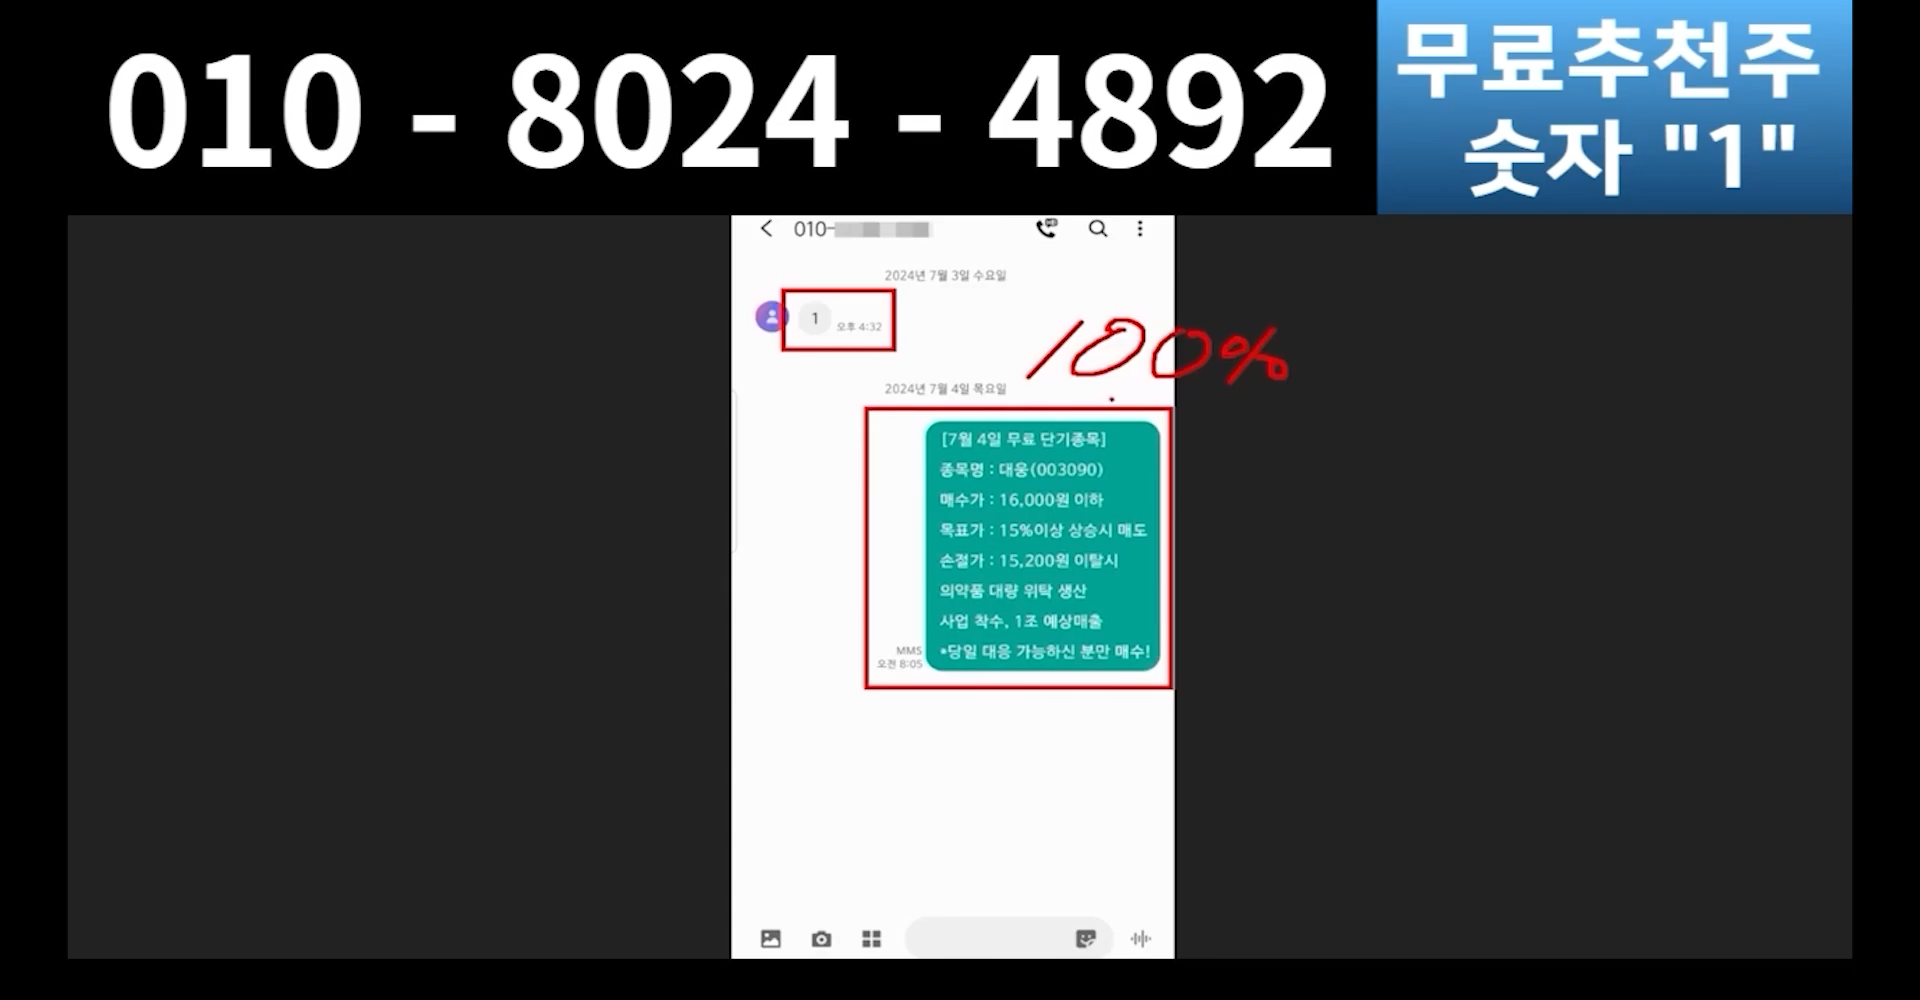 010 - 8024 - 4892
무료추천주
숫자 "1"
010-
2024년 7월 3일 수요일
1
오후 4:32
100%
2024년 7월 4일 목요일
[7월 4일 무료 단기종목]
종목명 : 대웅(003090)
매수가 : 16,000원 이하
목표가 : 15%이상 상승시 매도
손절가 : 15,200원 이탈시
의약품 대량 위탁 생산
사업 착수, 1조 예상매출
*당일 대응 가능하신 분만 매수!
MMS
오전 8:05